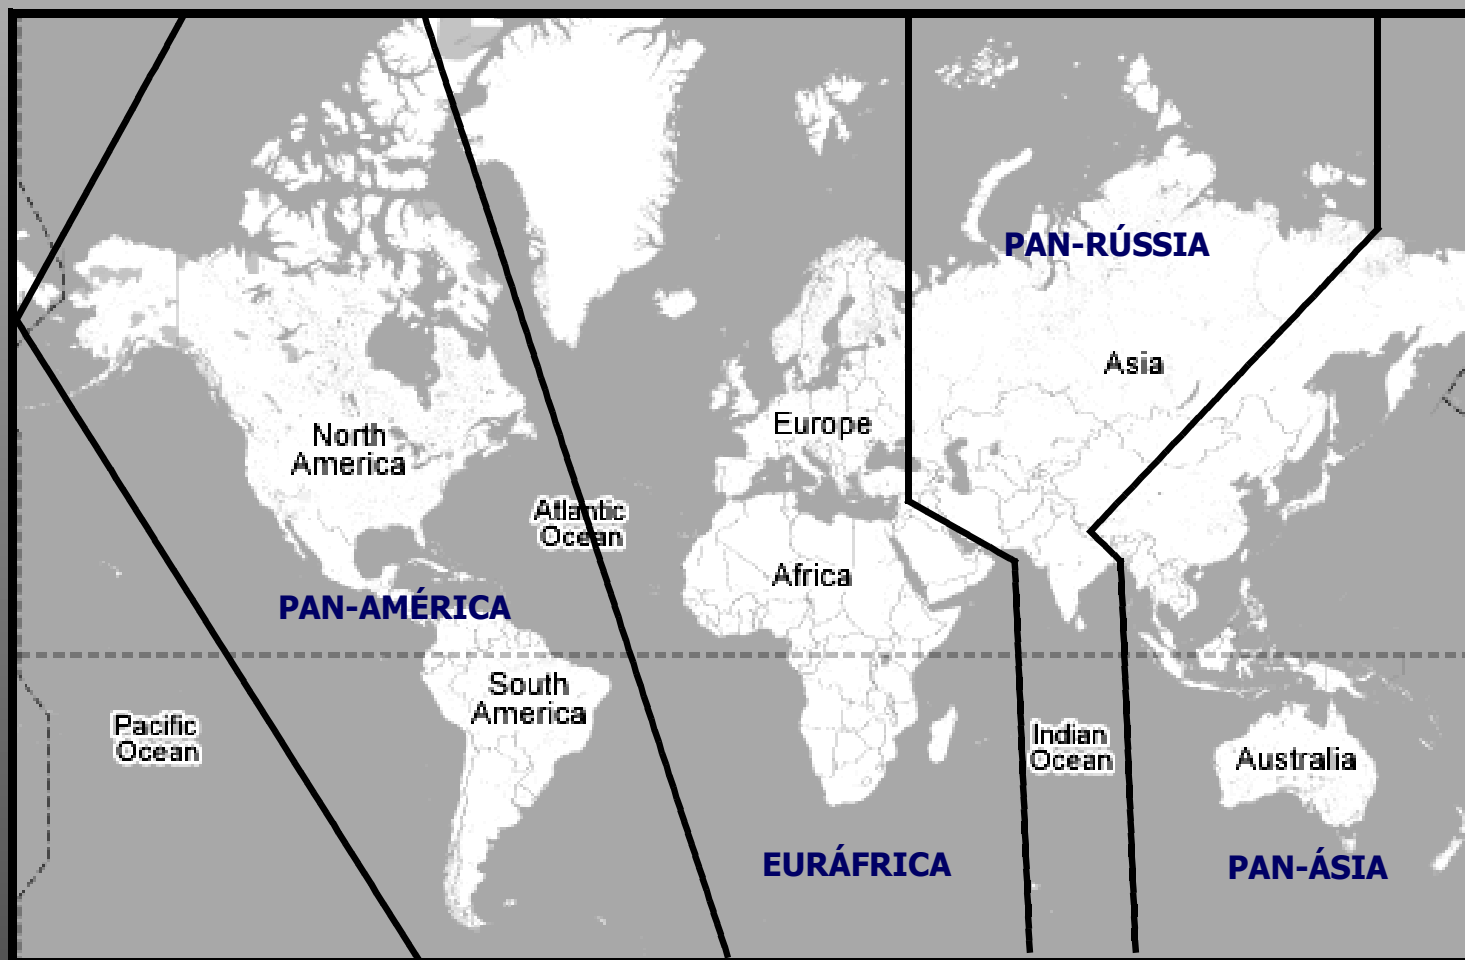 PAN-RÚSSIA
Asia
Europe
North
America
Atlantic
Ocean
Africa
PAN-AMÉRICA
South
America
Pacific
Ocean
Indian
Ocean
Australia
EURÁFRICA
PAN-ÁSIA